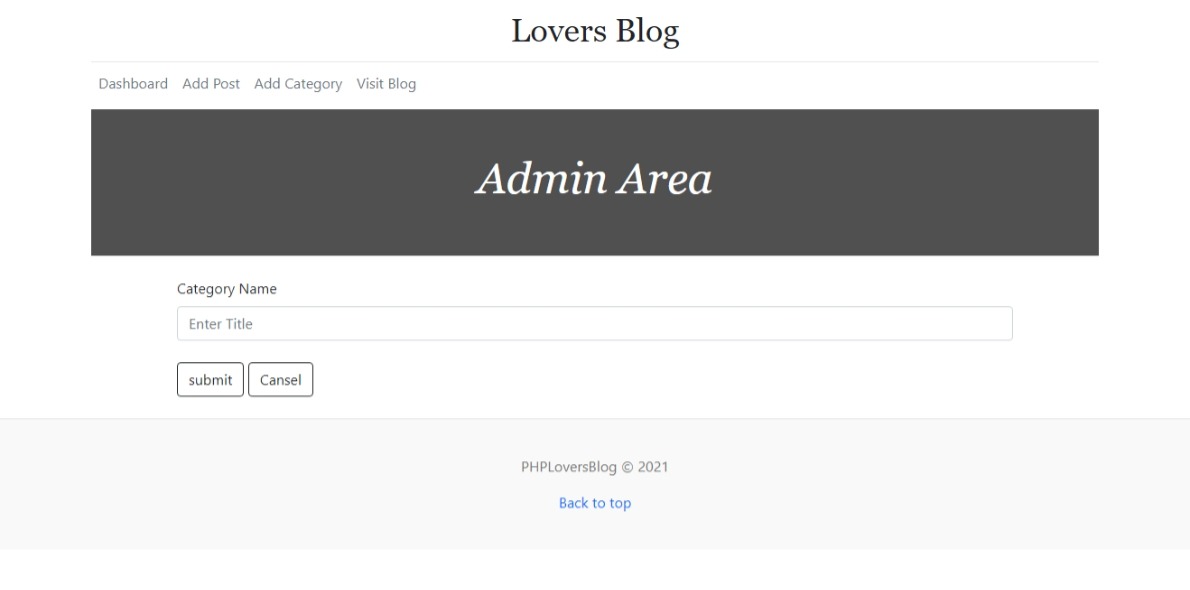 Lovers Blog
Dashboard Add Post Add Category Visit Blog
Admin Area
Category Name
Enter Title
submit Cansel
PHPLoversBlog © 2021
Back to top